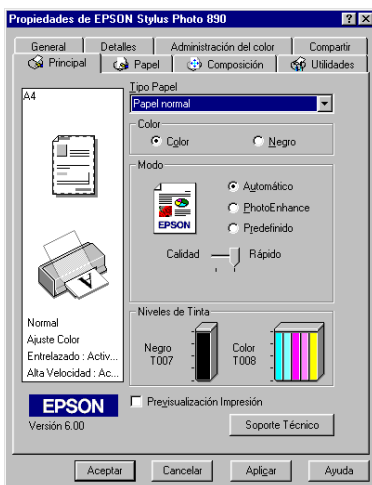 Propiedades de EPSON Stylus Photo 890
General Detalles Administración del color Compartir
Principal Papel Composición Utilidades
A4
Tipo Papel
Papel normal
Color
Color Negro
Modo
EPSON
Automático
PhotoEnhance
Predefinido
Calidad Rápido
A
Normal
Ajuste Color
Entrelazado : Activ...
Alta Velocidad : Ac...
Niveles de Tinta
Negro
T007
Color
T008
EPSON
Versión 6.00
Previsualización Impresión
Soporte Técnico
Aceptar Cancelar Aplicar Ayuda